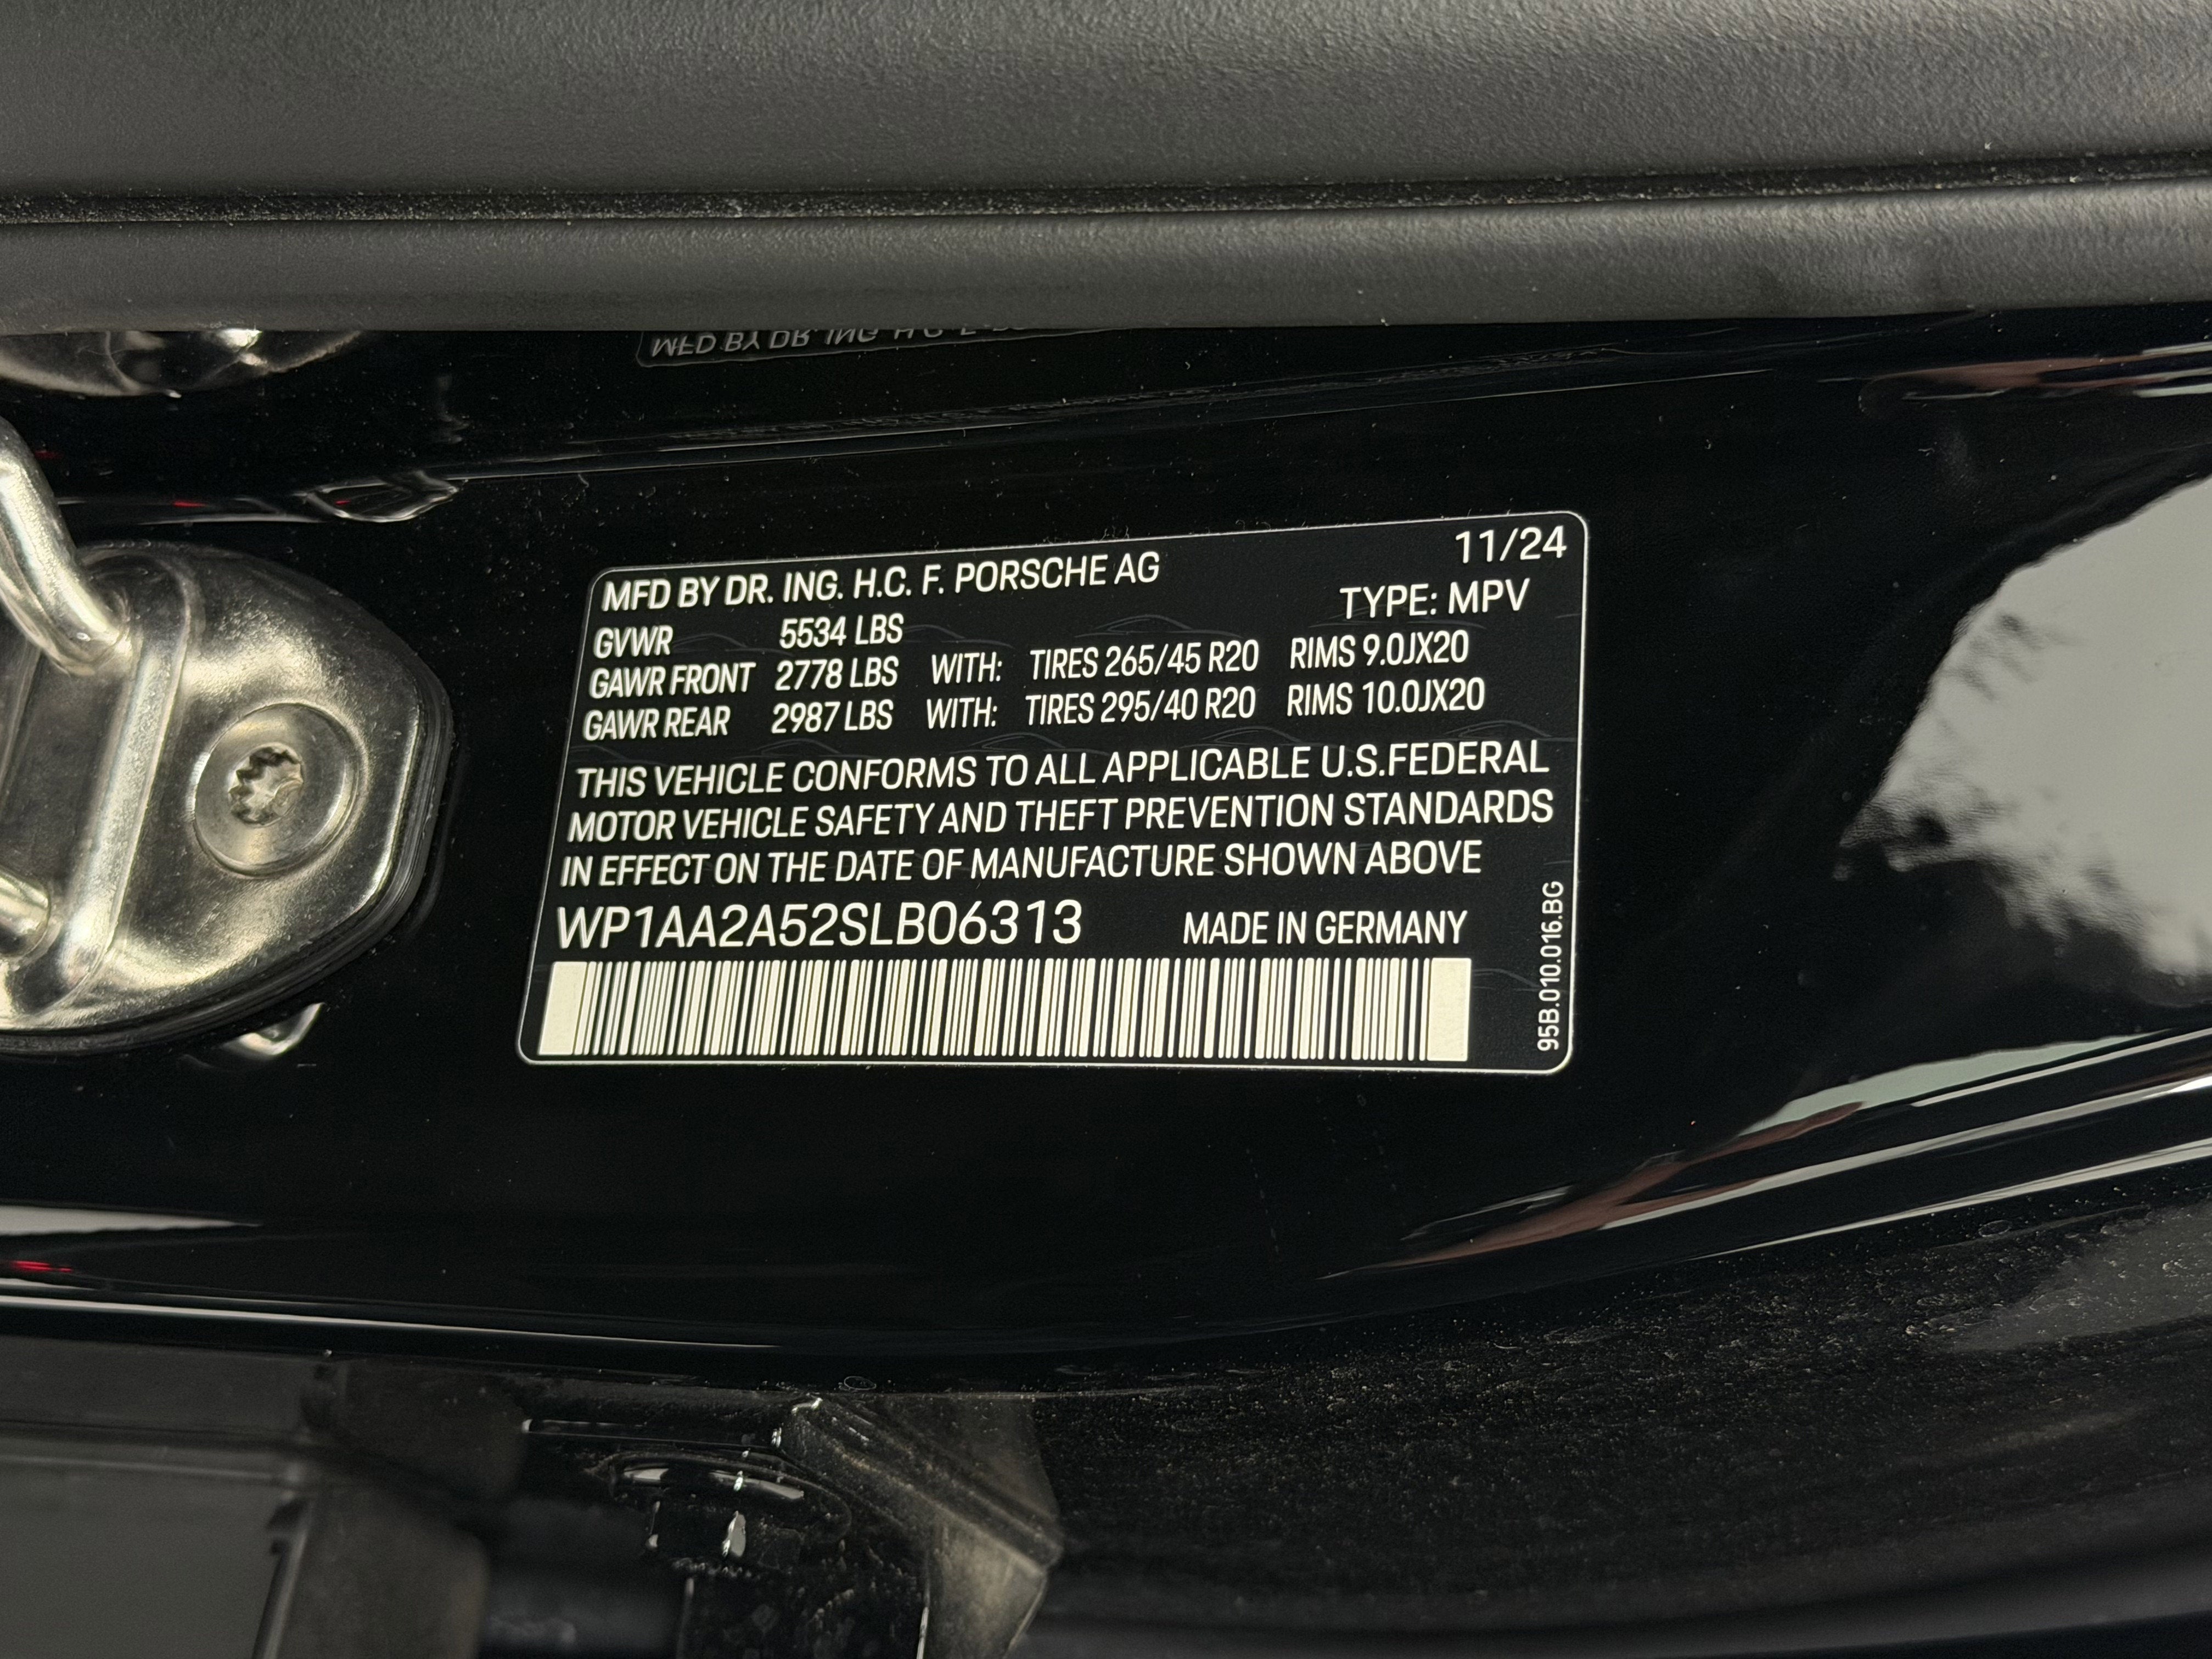 MFD BY DR. ING. H.C. F. PORSCHE AG 11/24
TYPE: MPV
GVWR 5534 LBS
GAWR FRONT 2778 LBS WITH: TIRES 265/45 R20 RIMS 9.0JX20
GAWR REAR 2987 LBS WITH: TIRES 295/40 R20 RIMS 10.0JX20
THIS VEHICLE CONFORMS TO ALL APPLICABLE U.S.FEDERAL
MOTOR VEHICLE SAFETY AND THEFT PREVENTION STANDARDS
IN EFFECT ON THE DATE OF MANUFACTURE SHOWN ABOVE
WP1AA2A52SLB06313 MADE IN GERMANY
95B.010.016.BG